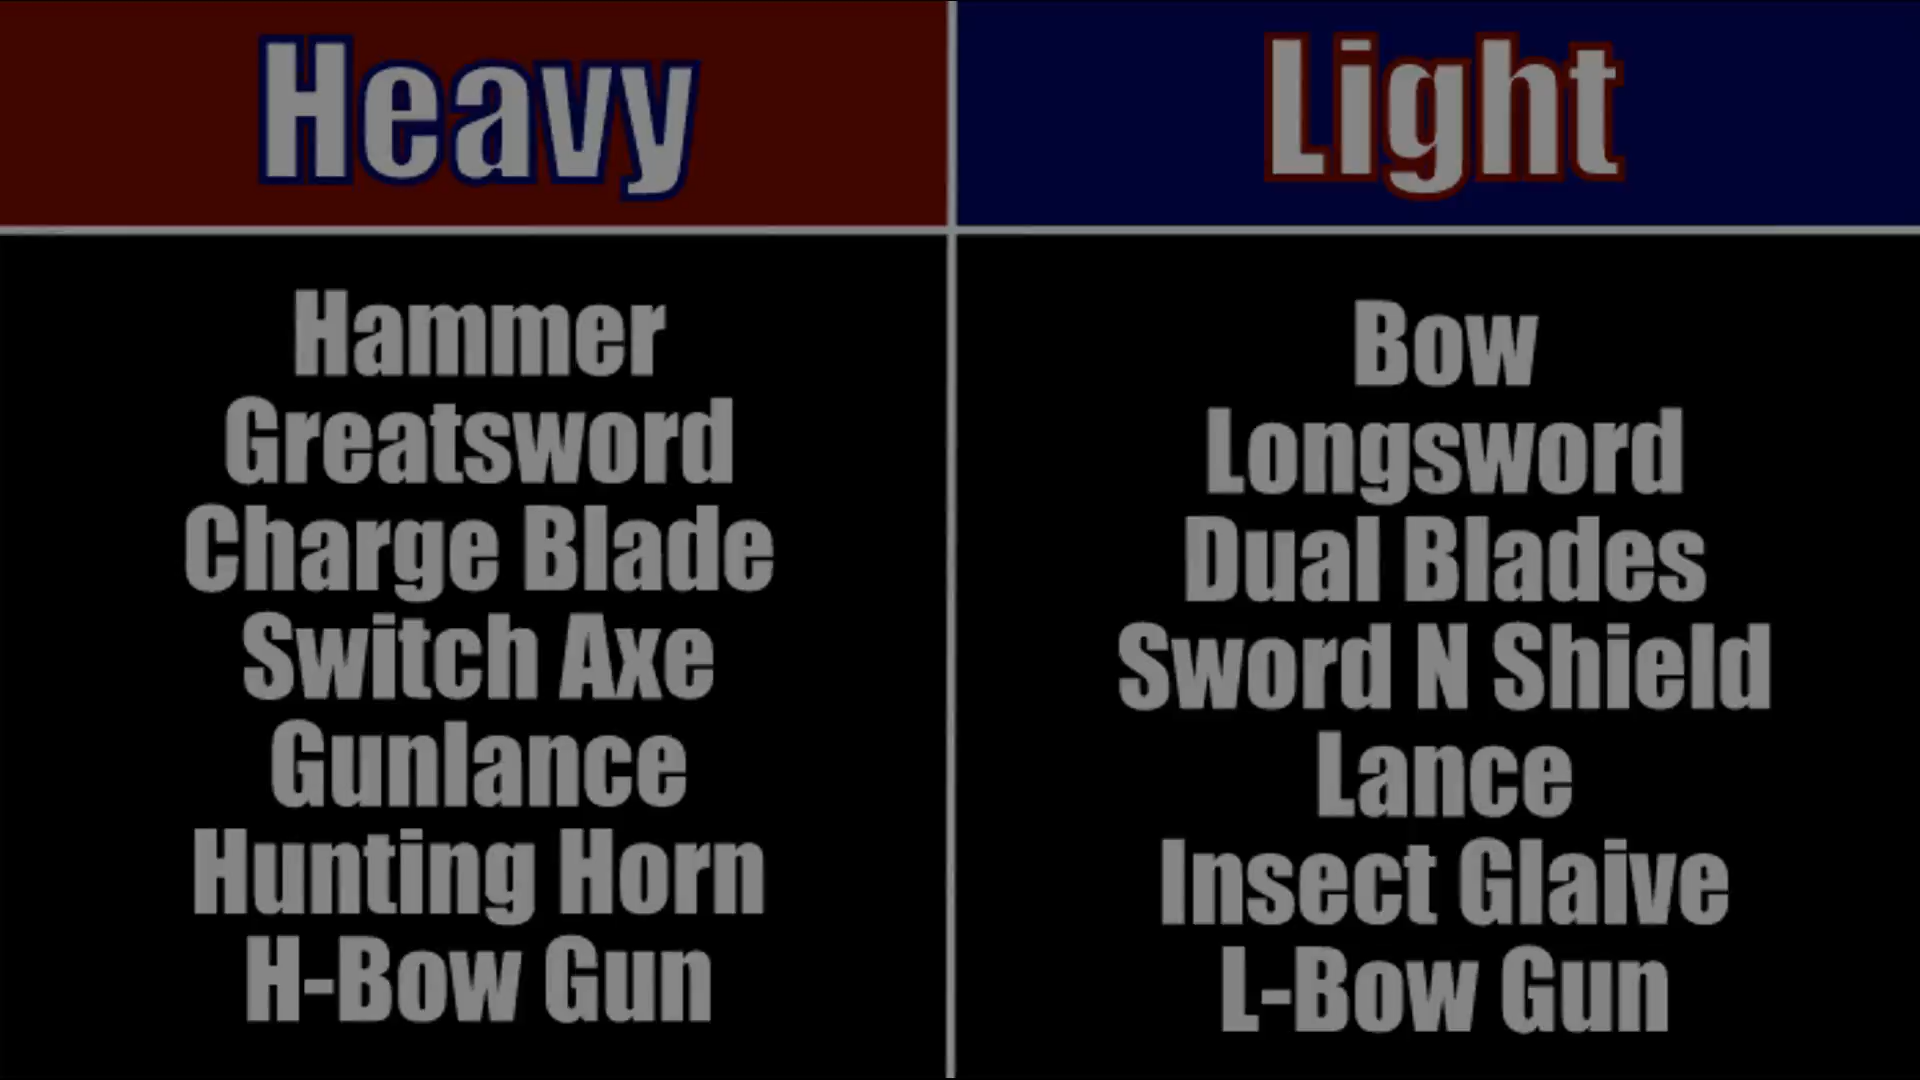 Heavy
Light
Hammer
Greatsword
Charge Blade
Switch Axe
Gunlance
Hunting Horn
H-Bow Gun
Bow
Longsword
Dual Blades
Sword N Shield
Lance
Insect Glaive
L-Bow Gun